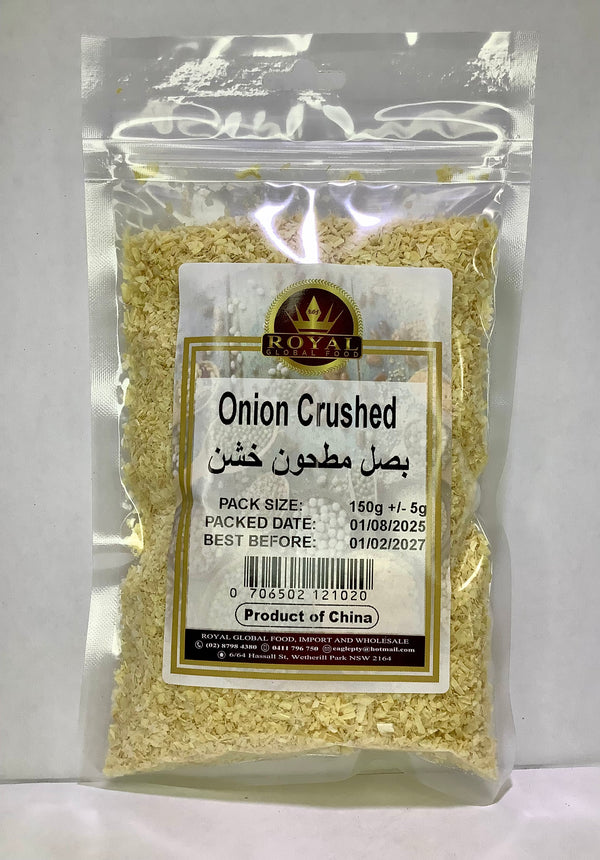 ROYAL
GLOBAL FOOD
Onion Crushed
بصل مطحون خشن
PACK SIZE: 150g +/- 5g
PACKED DATE: 01/08/2025
BEST BEFORE: 01/02/2027
0 706502 121020
Product of China
ROYAL GLOBAL FOOD, IMPORT AND WHOLESALE
(02) 8798 4380 0411 796 750 eaglepty@hotmail.com
6/64 Hassall St, Wetherill Park NSW 2164